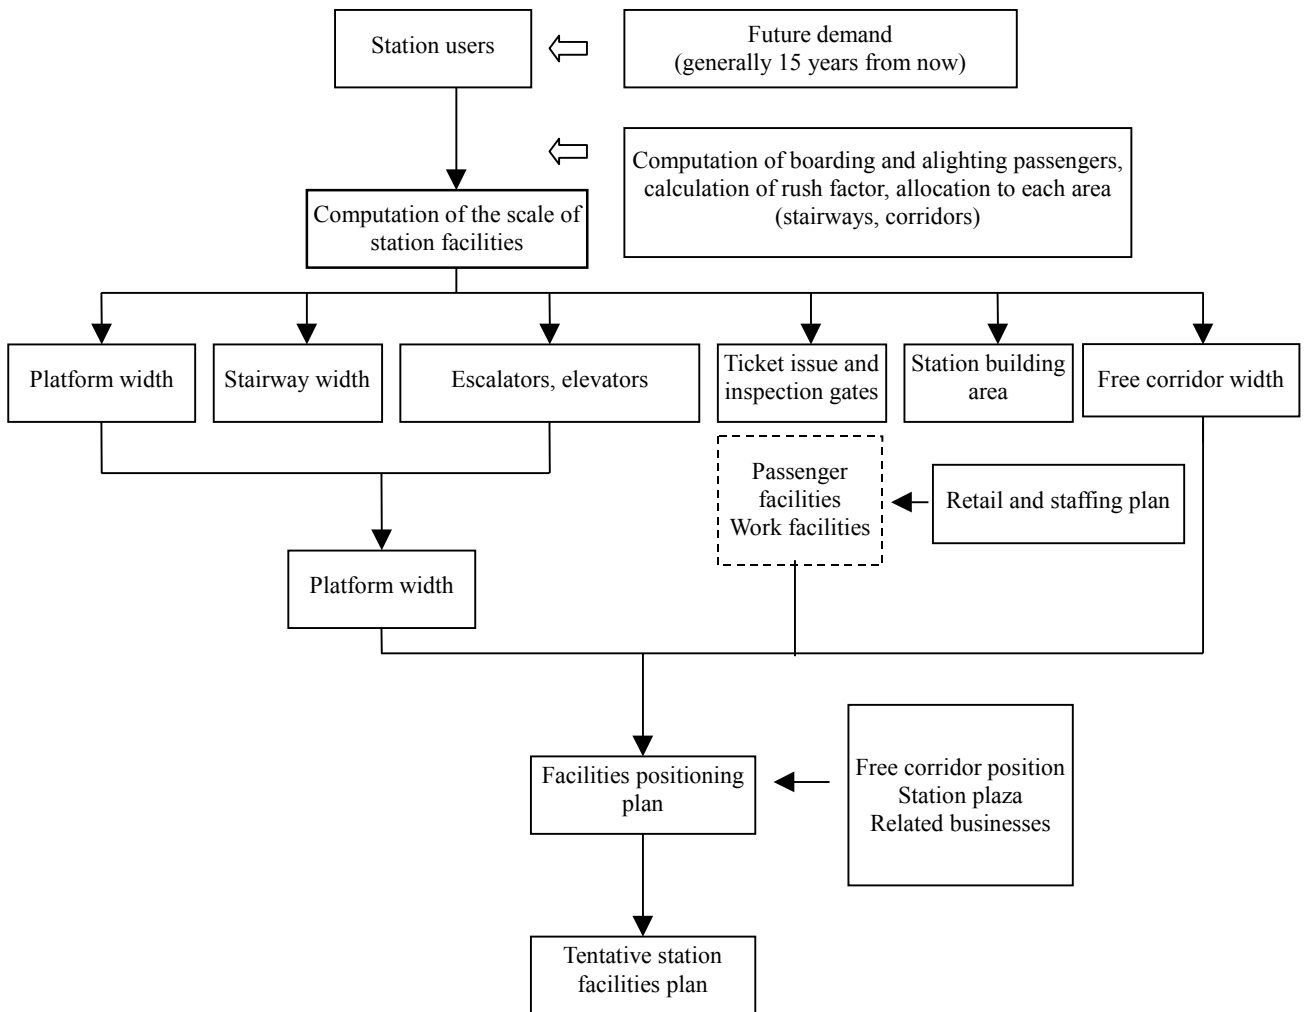 Station users
Future demand
(generally 15 years from now)
Computation of boarding and alighting passengers,
calculation of rush factor, allocation to each area
(stairways, corridors)
Computation of the scale of
station facilities
Platform width
Stairway width
Escalators, elevators
Ticket issue and
inspection gates
Station building
area
Free corridor width
Passenger
facilities
Work facilities
Retail and staffing plan
Platform width
Facilities positioning
plan
Free corridor position
Station plaza
Related businesses
Tentative station
facilities plan